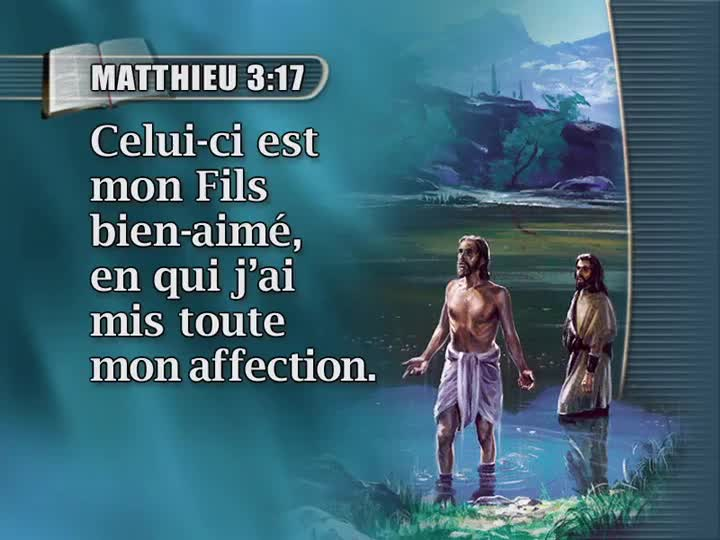 MATTHIEU 3:17
Celui-ci est
mon Fils
bien-aimé,
en qui j’ai
mis toute
mon affection.